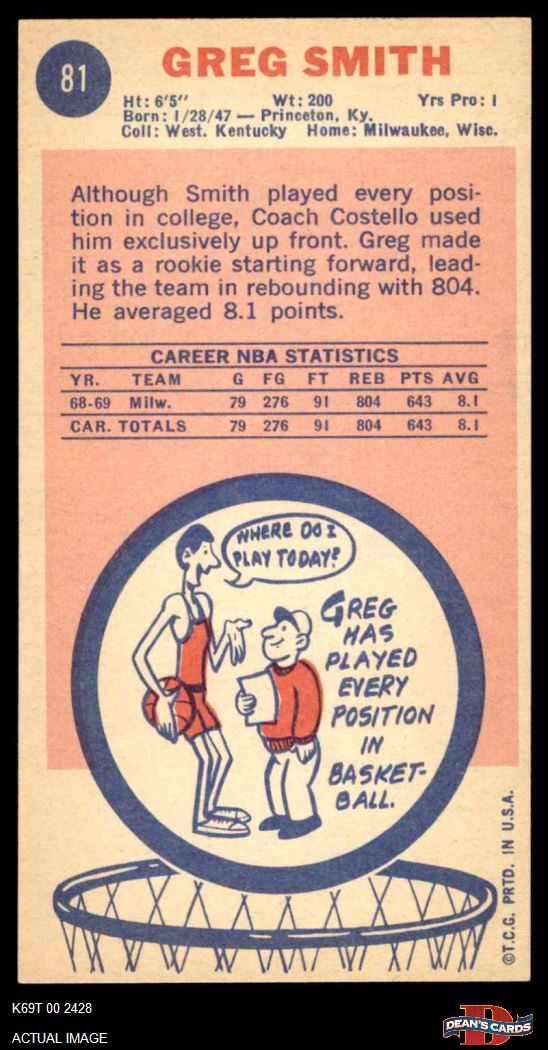 81
GREG SMITH
Ht: 6'5" Wt: 200 Yrs Pro: 1
Born: 1/28/47 — Princeton, Ky.
Coll: West. Kentucky Home: Milwaukee, Wisc.
Although Smith played every posi-
tion in college, Coach Costello used
him exclusively up front. Greg made
it as a rookie starting forward, lead-
ing the team in rebounding with 804.
He averaged 8.1 points.
CAREER NBA STATISTICS
YR. TEAM G FG FT REB PTS AVG
68-69 Milw. 79 276 91 804 643 8.1
CAR. TOTALS 79 276 91 804 643 8.1
WHERE DO I
PLAY TODAY?
GREG
HAS
PLAYED
EVERY
POSITION
IN
BASKET-
BALL.
©T.C.G. PRTD. IN U.S.A.
K69T 00 2428
ACTUAL IMAGE
D
DEAN'S CARDS